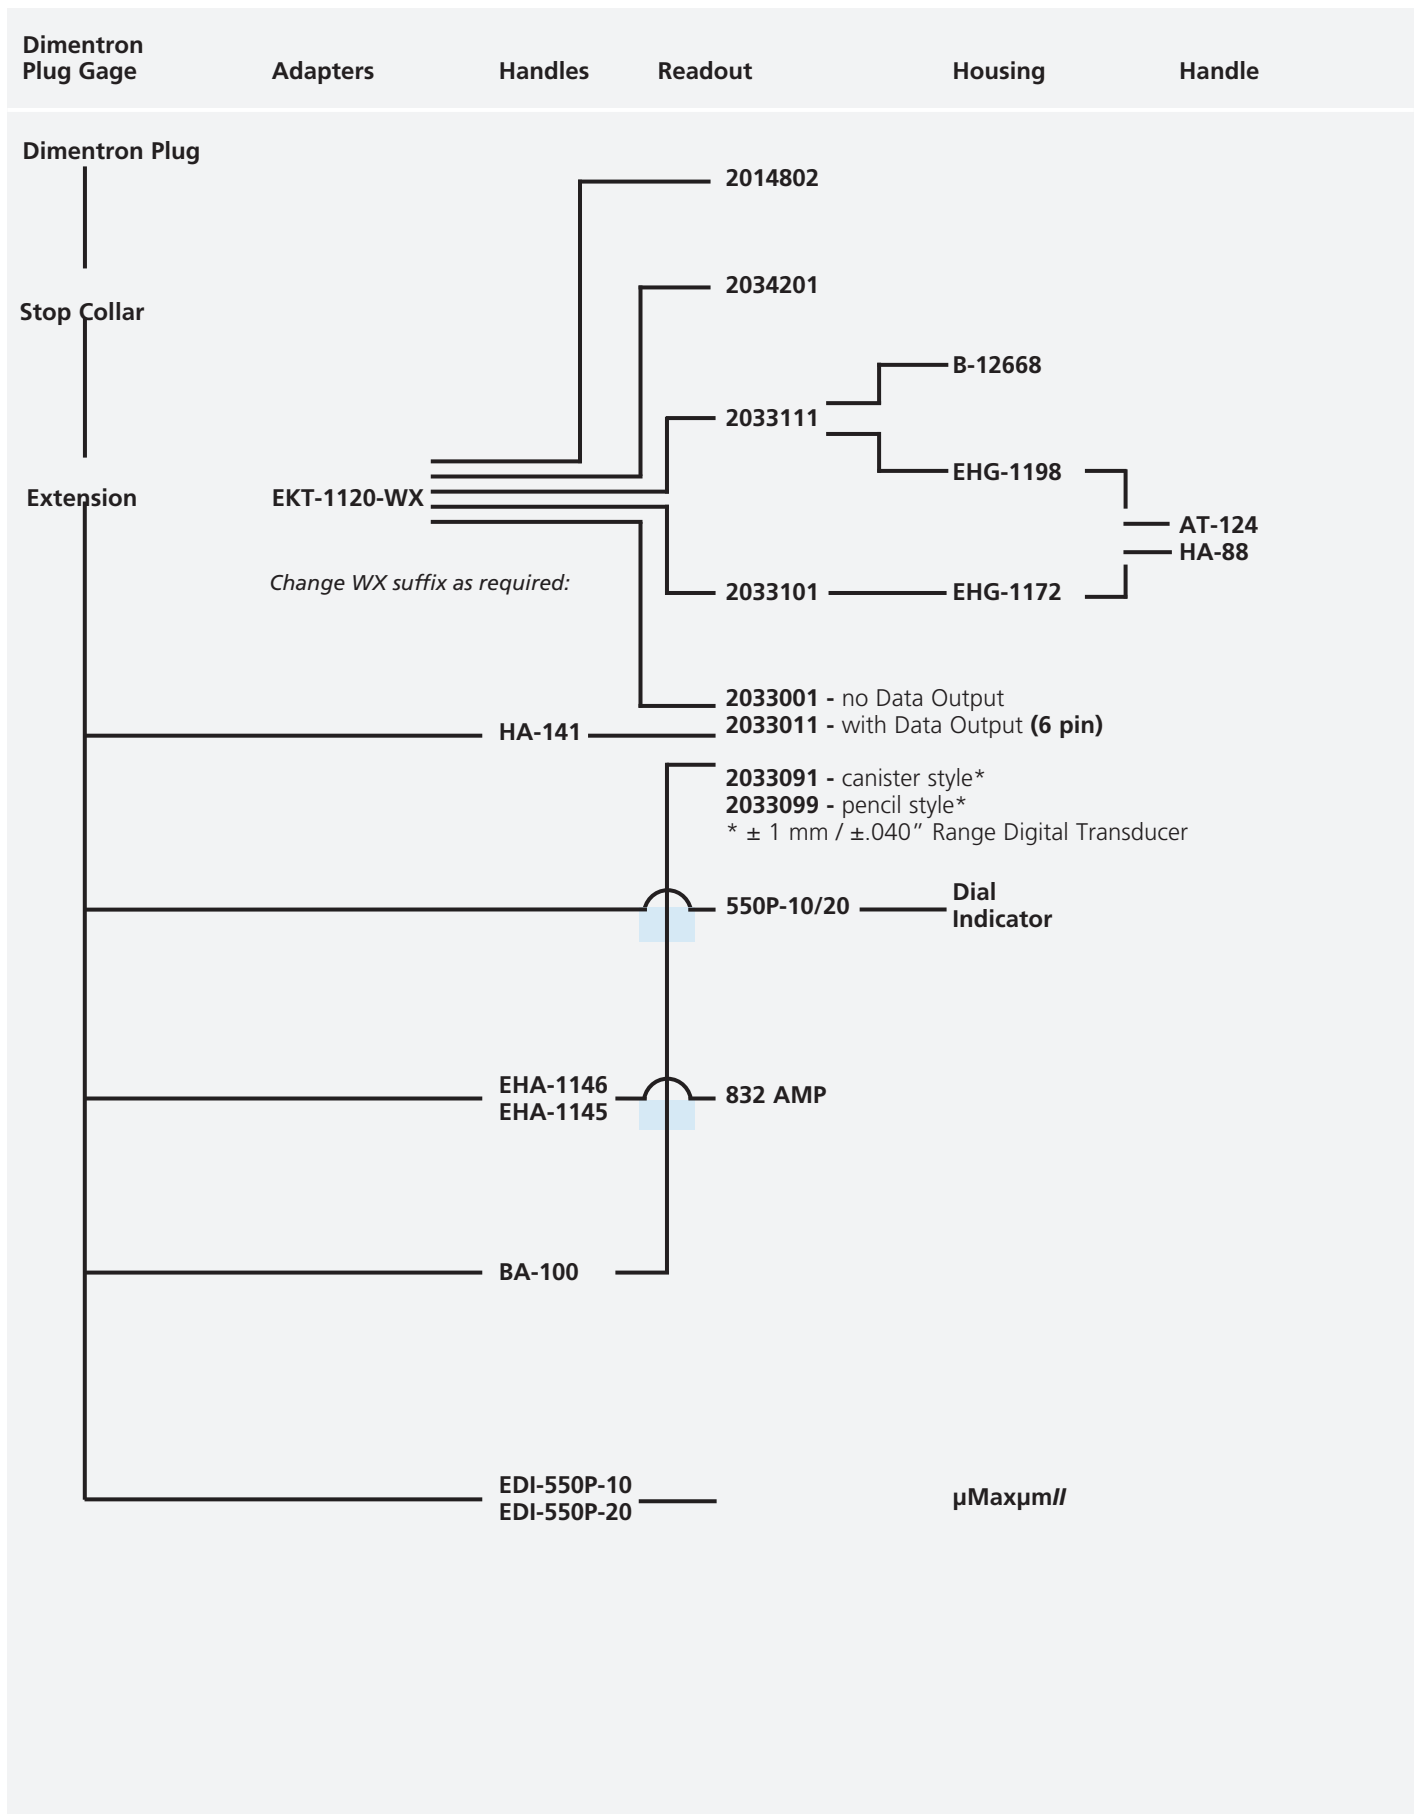 Dimentron
Plug Gage
Adapters
Handles
Readout
Housing
Handle
Dimentron Plug
2014802
2034201
Stop Collar
B-12668
2033111
EHG-1198
Extension
EKT-1120-WX
AT-124
HA-88
Change WX suffix as required:
2033101
EHG-1172
2033001 - no Data Output
HA-141
2033011 - with Data Output (6 pin)
2033091 - canister style*
2033099 - pencil style*
* ± 1 mm / ±.040” Range Digital Transducer
550P-10/20
Dial
Indicator
EHA-1146
EHA-1145
832 AMP
BA-100
EDI-550P-10
EDI-550P-20
µMaxµmII